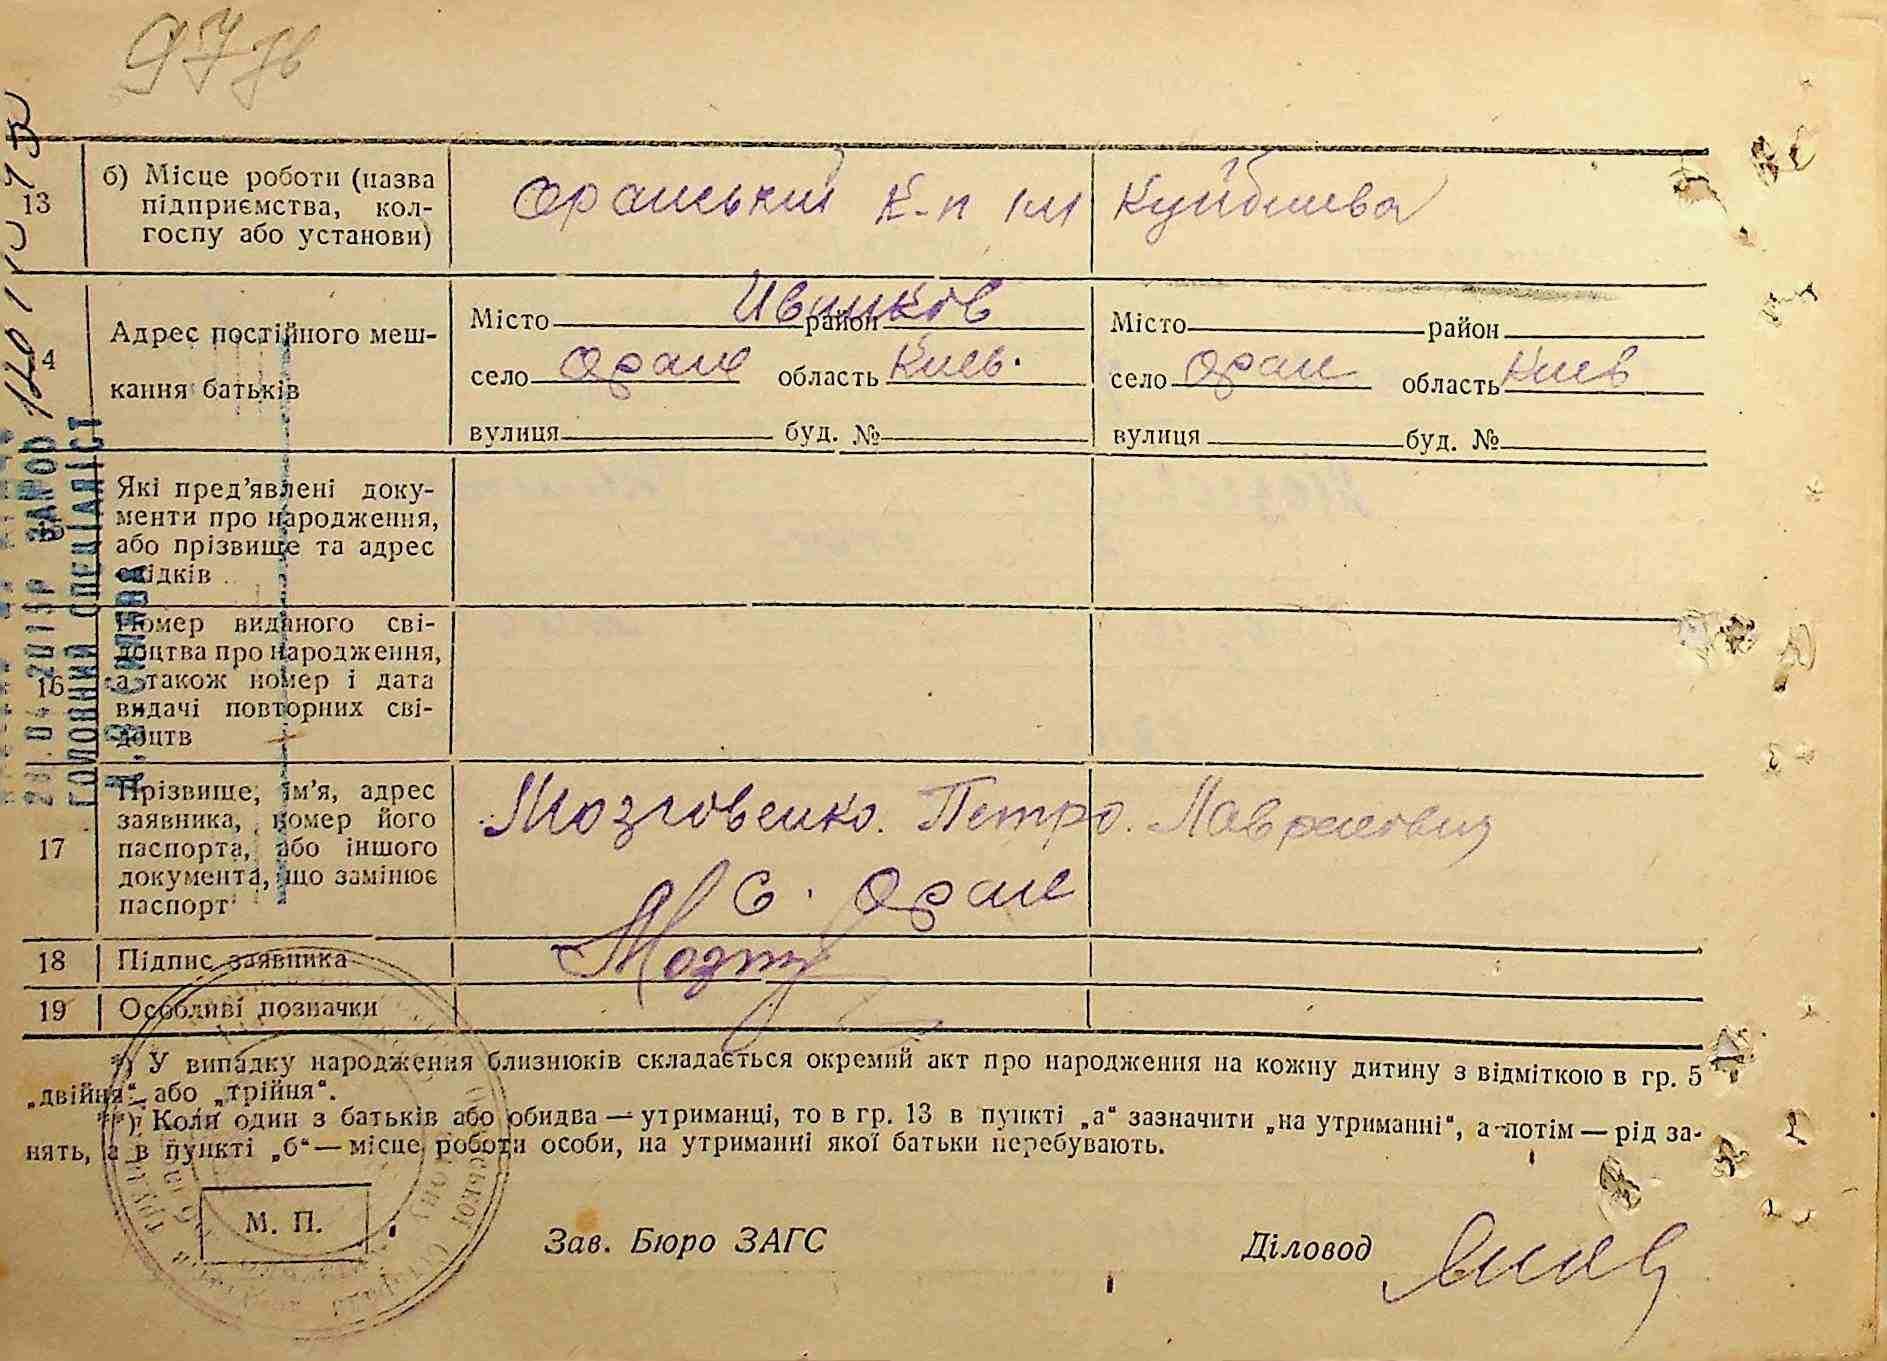 977зв
13
б) Місце роботи (назва
підприємства, кол-
госпу або установи)
Оранський К-п ім Куйбишева
4
Адрес постійного меш-
кання батьків
Місто район Иванков
село Оране область Київ.
вулиця буд. №
Місто район
село Оране область Київ
вулиця буд. №
Які пред’явлені доку-
менти про народження,
або прізвище та адрес
свідків
16
Номер виданого сві-
доцтва про народження,
а також номер і дата
видачі повторних сві-
доцтв
17
Прізвище, ім’я, адрес
заявника, номер його
паспорта, або іншого
документа, що замінює
паспорт
Мозговенко. Петро.
с. Оране
18
Підпис заявника
19
Особливі позначки
*) У випадку народження близнюків складається окремий акт про народження на кожну дитину з відміткою в гр. 5
„двійня“ або „трійня“.
**) Коли один з батьків або обидва — утриманці, то в гр. 13 в пункті „а“ зазначити „на утриманні“, а потім — рід за-
нять, а в пункті „б“ — місце роботи особи, на утриманні якої батьки перебувають.
М. П.
Зав. Бюро ЗАГС
Діловод
ГОЛОВНИЙ СПЕЦІАЛІСТ